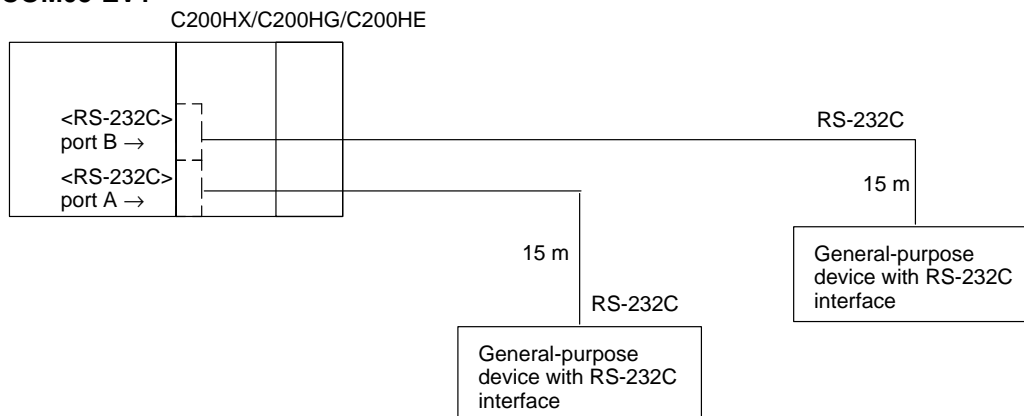 C200HX/C200HG/C200HE
<RS-232C>
port B →
<RS-232C>
port A →
RS-232C
15 m
General-purpose
device with RS-232C
interface
15 m
RS-232C
General-purpose
device with RS-232C
interface